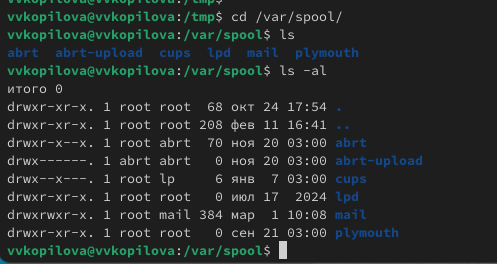 vvkopilova@vvkopilova:/tmp$
vvkopilova@vvkopilova:/tmp$ cd /var/spool/
vvkopilova@vvkopilova:/var/spool$ ls
abrt abrt-upload cups lpd mail plymouth
vvkopilova@vvkopilova:/var/spool$ ls -al
итого 0
drwxr-xr-x. 1 root root 68 окт 24 17:54 .
drwxr-xr-x. 1 root root 208 фев 11 16:41 ..
drwxr-x--x. 1 root abrt 70 ноя 20 03:00 abrt
drwx------. 1 abrt abrt 0 ноя 20 03:00 abrt-upload
drwx--x---. 1 root lp 6 янв 7 03:00 cups
drwxr-xr-x. 1 root root 0 июл 17 2024 lpd
drwxrwxr-x. 1 root mail 384 мар 1 10:08 mail
drwxr-xr-x. 1 root root 0 сен 21 03:00 plymouth
vvkopilova@vvkopilova:/var/spool$